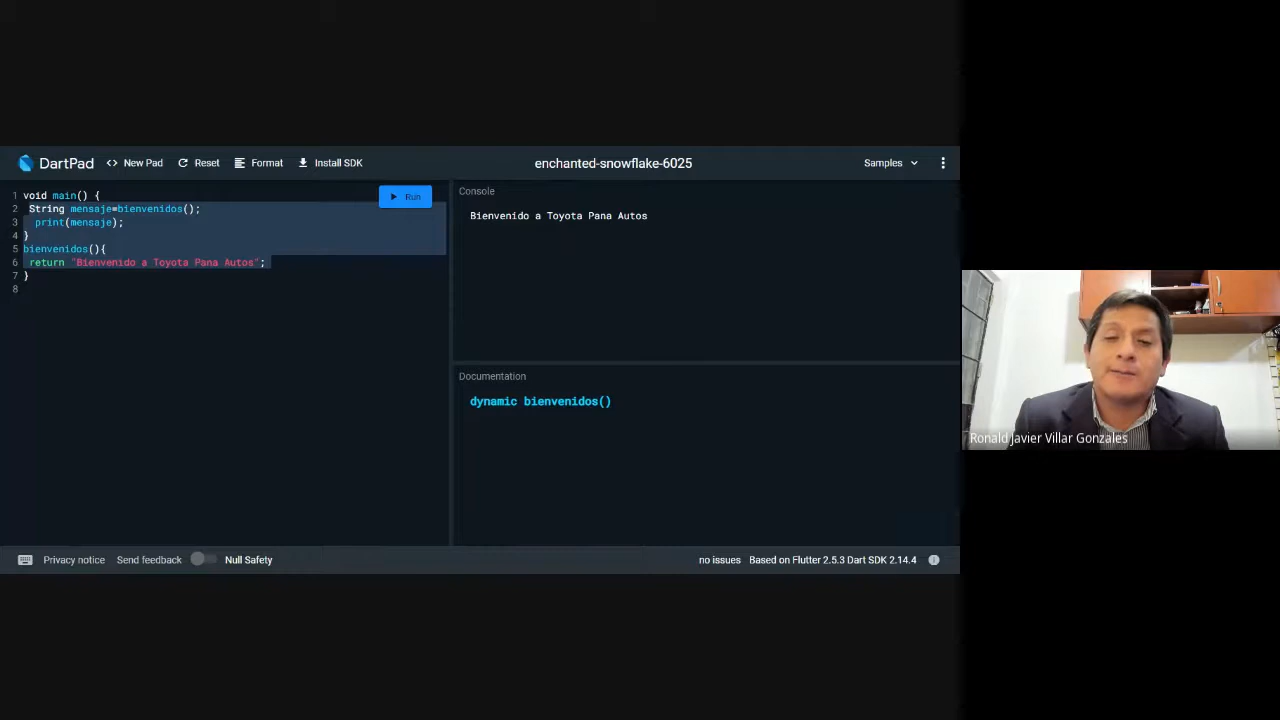 DartPad <> New Pad Reset Format Install SDK enchanted-snowflake-6025 Samples
1 void main() {
2 String mensaje=bienvenidos();
3 print(mensaje);
4 }
5 bienvenidos(){
6 return "Bienvenido a Toyota Pana Autos";
7 }
8
Run
Console
Bienvenido a Toyota Pana Autos
Documentation
dynamic bienvenidos()
Ronald Javier Villar Gonzales
Privacy notice Send feedback Null Safety no issues Based on Flutter 2.5.3 Dart SDK 2.14.4